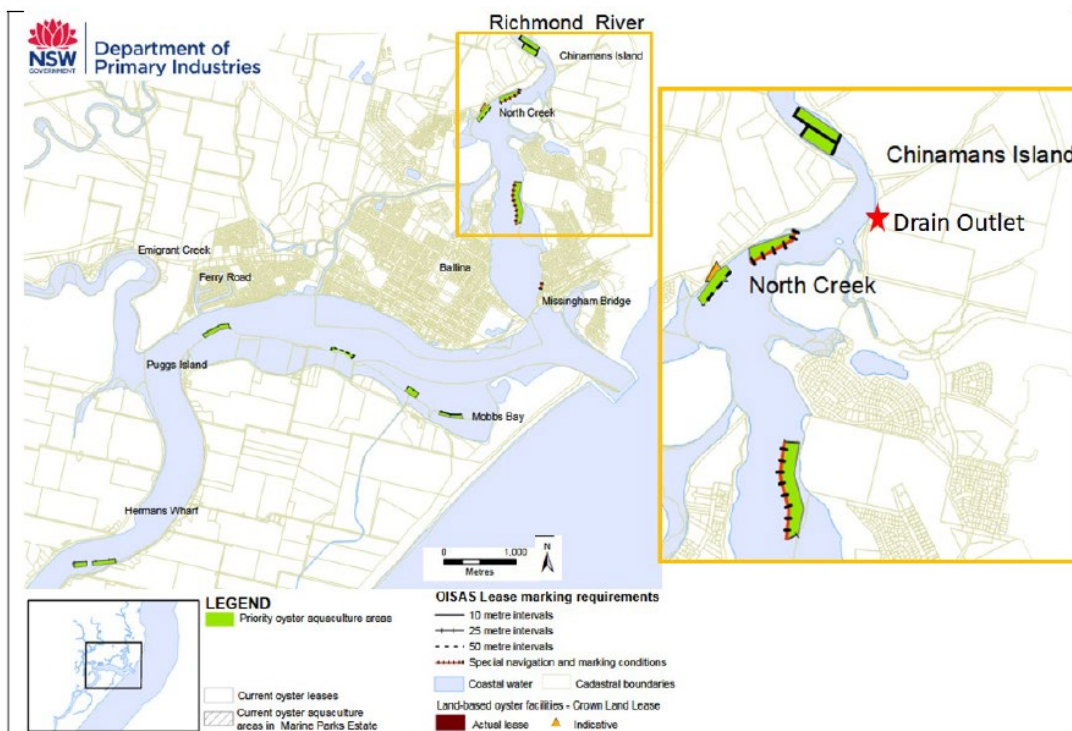 NSW
GOVERNMENT
Department of
Primary Industries
Richmond River
Chinamans Island
North Creek
Emigrant Creek
Ferry Road
Ballina
Missingham Bridge
Puggs Island
Mobbs Bay
Hermans Wharf
0 1,000
Metres
N
Chinamans Island
Drain Outlet
North Creek
LEGEND
Priority oyster aquaculture areas
Current oyster leases
Current oyster aquaculture
areas in Marine Parks Estate
OISAS Lease marking requirements
10 metre intervals
25 metre intervals
50 metre intervals
Special navigation and marking conditions
Coastal water
Cadastral boundaries
Land-based oyster facilities - Crown Land Lease
Actual lease
Indicative